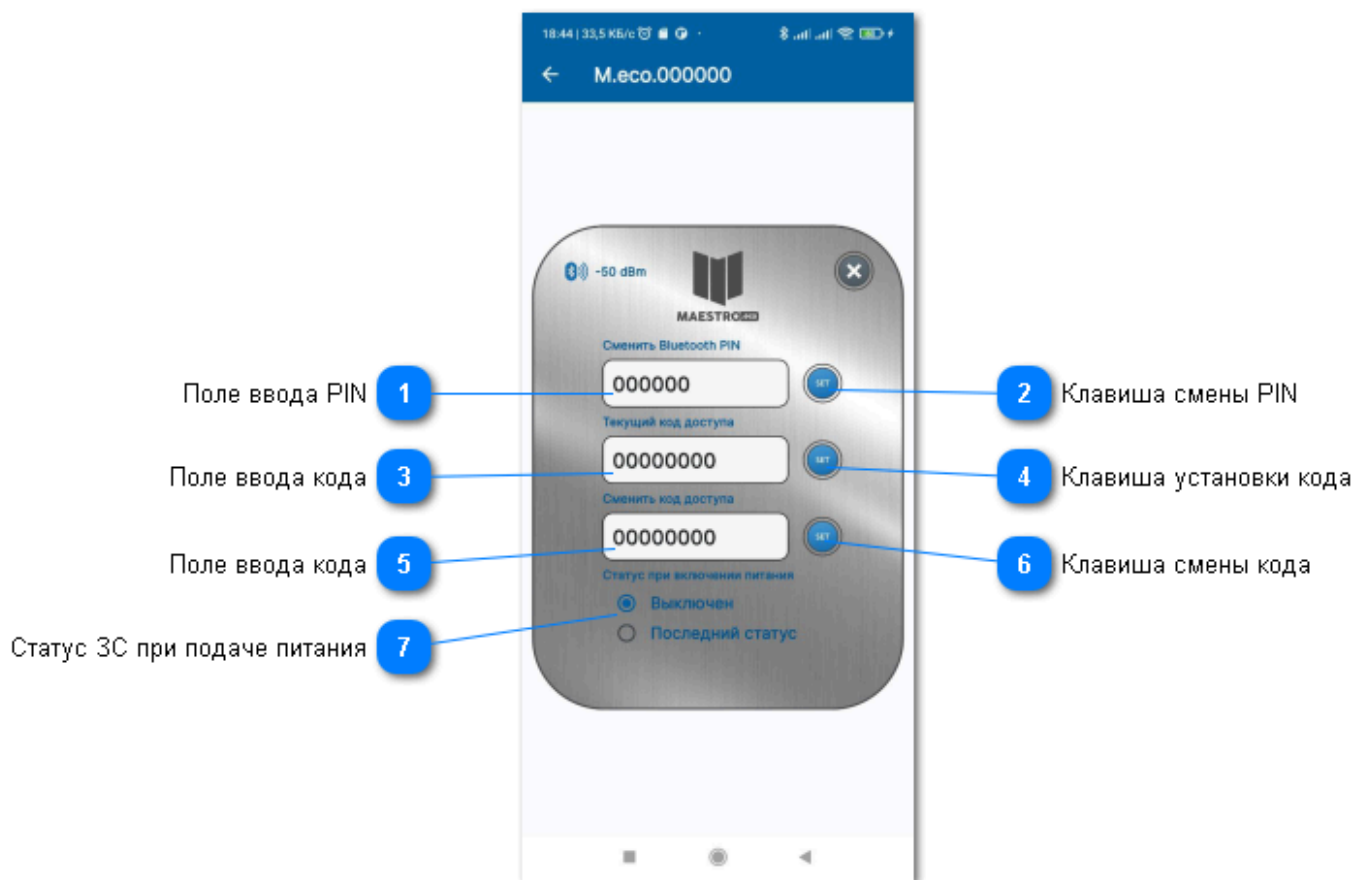 18:44 | 33,5 КБ/с
M.eco.000000
-50 dBm
MAESTRO
Сменить Bluetooth PIN
Поле ввода PIN 1
000000
SET
2 Клавиша смены PIN
Текущий код доступа
Поле ввода кода 3
00000000
SET
4 Клавиша установки кода
Сменить код доступа
Поле ввода кода 5
00000000
SET
6 Клавиша смены кода
Статус при включении питания
Выключен
Статус ЗС при подаче питания 7
Последний статус